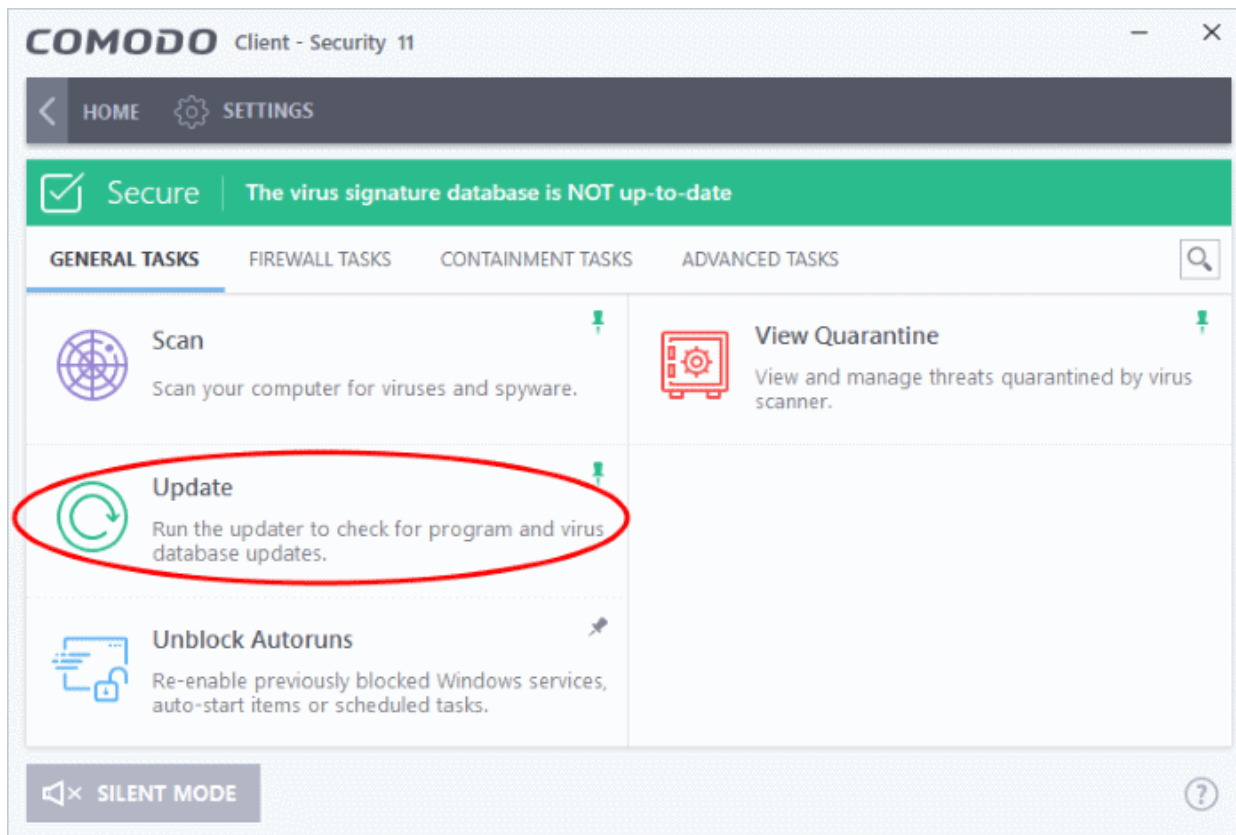 COMODO Client - Security 11
HOME SETTINGS
Secure The virus signature database is NOT up-to-date
GENERAL TASKS FIREWALL TASKS CONTAINMENT TASKS ADVANCED TASKS
Scan
Scan your computer for viruses and spyware.
View Quarantine
View and manage threats quarantined by virus
scanner.
Update
Run the updater to check for program and virus
database updates.
Unblock Autoruns
Re-enable previously blocked Windows services,
auto-start items or scheduled tasks.
SILENT MODE
?